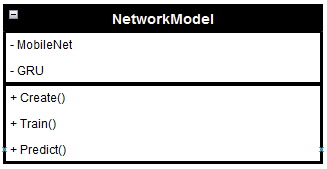 NetworkModel
- MobileNet
- GRU
+ Create()
+ Train()
+ Predict()